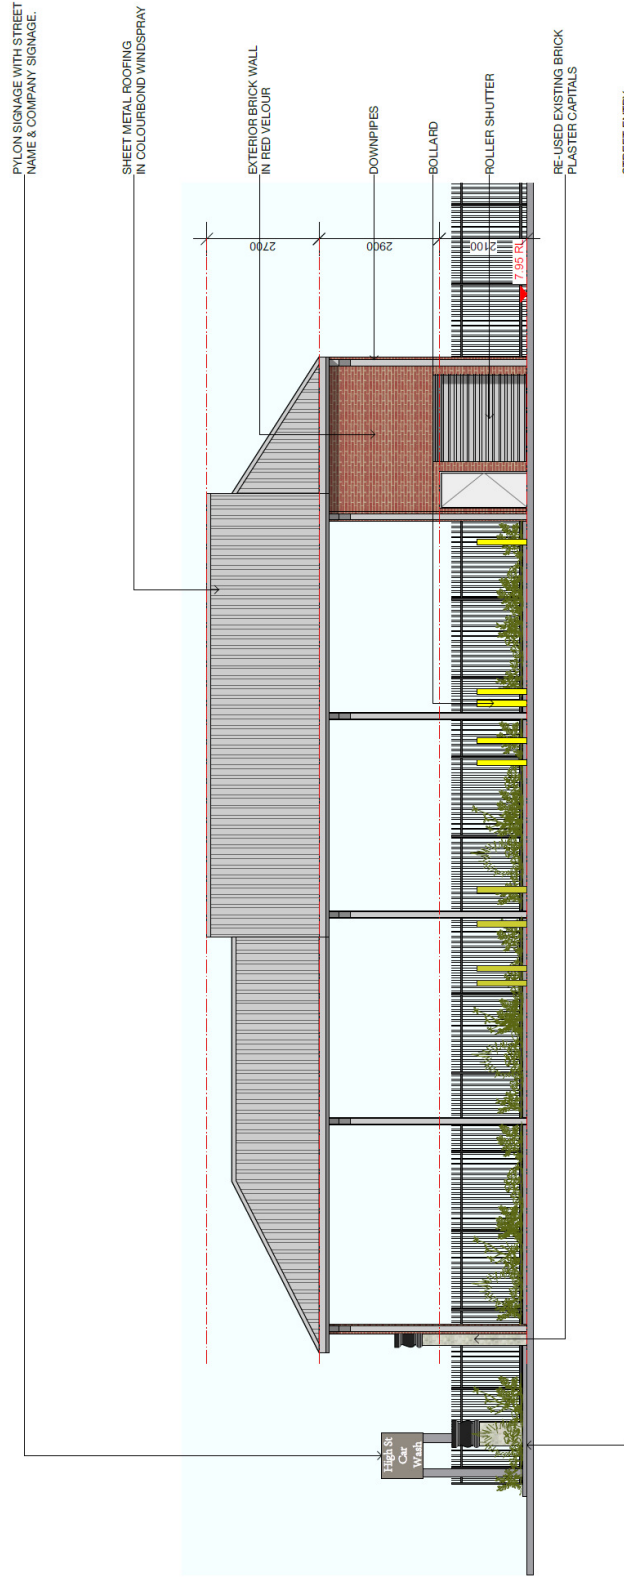 PYLON SIGNAGE WITH STREET
NAME & COMPANY SIGNAGE.
SHEET METAL ROOFING
IN COLOURBOND WINDSPRAY
EXTERIOR BRICK WALL
IN RED VELOUR
DOWNPIPES
BOLLARD
ROLLER SHUTTER
RE-USED EXISTING BRICK
PLASTER CAPITALS
2700
2900
2100
7.95 RL
High St
Car
Wash